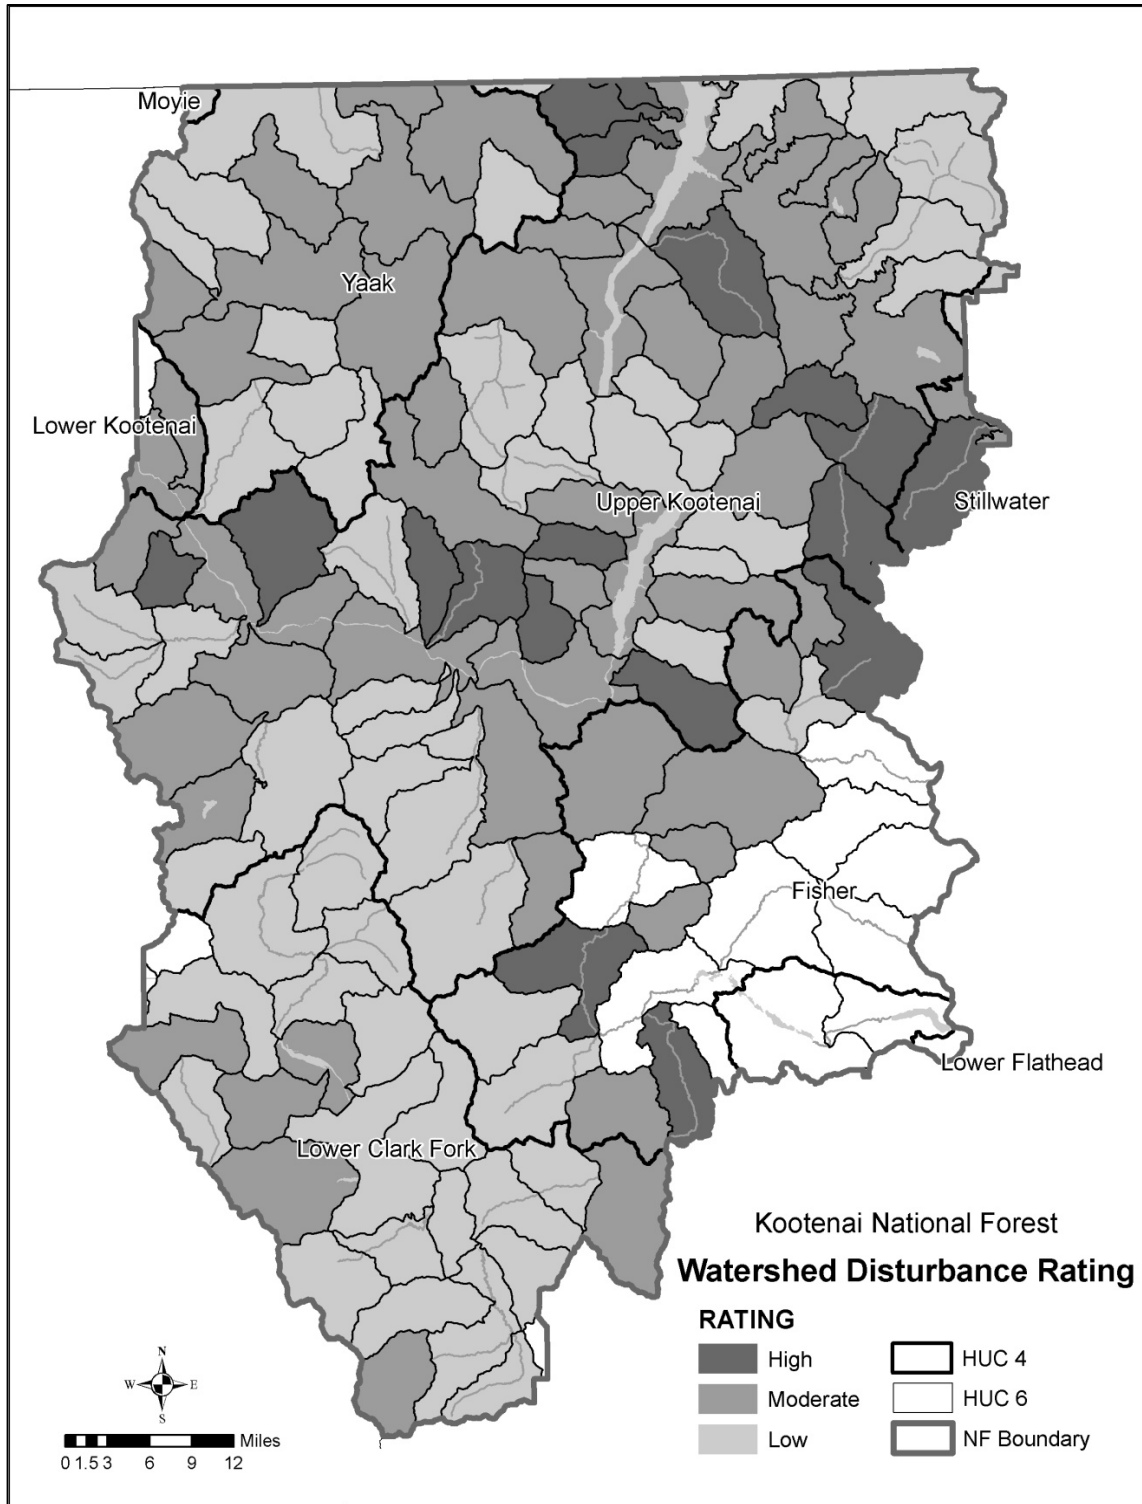 Moyie
Yaak
Lower Kootenai
Upper Kootenai
Stillwater
Fisher
Lower Flathead
Lower Clark Fork
Kootenai National Forest
Watershed Disturbance Rating
RATING
High
Moderate
Low
HUC 4
HUC 6
NF Boundary
N
W E
S
Miles
0 1.5 3 6 9 12